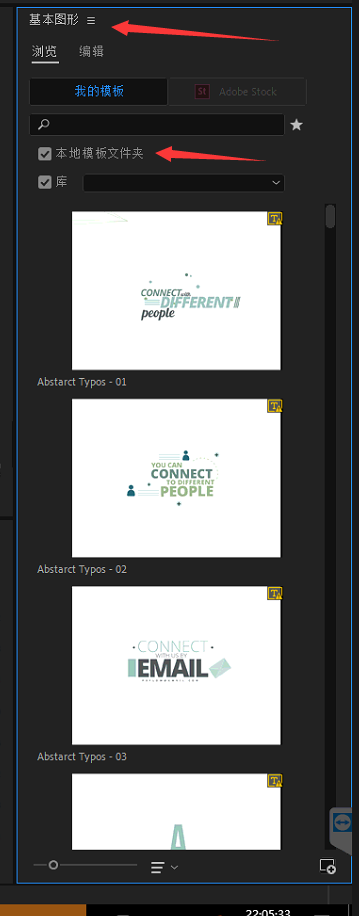 基本图形
浏览 编辑
我的模板 St Adobe Stock
本地模板文件夹
库
CONNECT with
DIFFERENT
people
Abstarct Typos - 01
YOU CAN
CONNECT
TO DIFFERENT
PEOPLE
Abstarct Typos - 02
CONNECT
WITH US BY
EMAIL
Abstarct Typos - 03
A
22:05:33